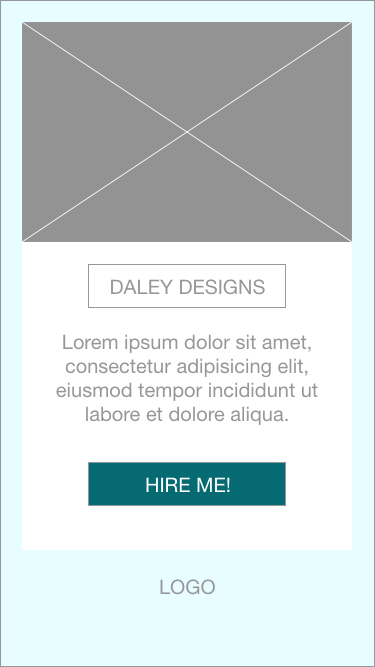 DALEY DESIGNS
Lorem ipsum dolor sit amet,
consectetur adipisicing elit,
eiusmod tempor incididunt ut
labore et dolore aliqua.
HIRE ME!
LOGO